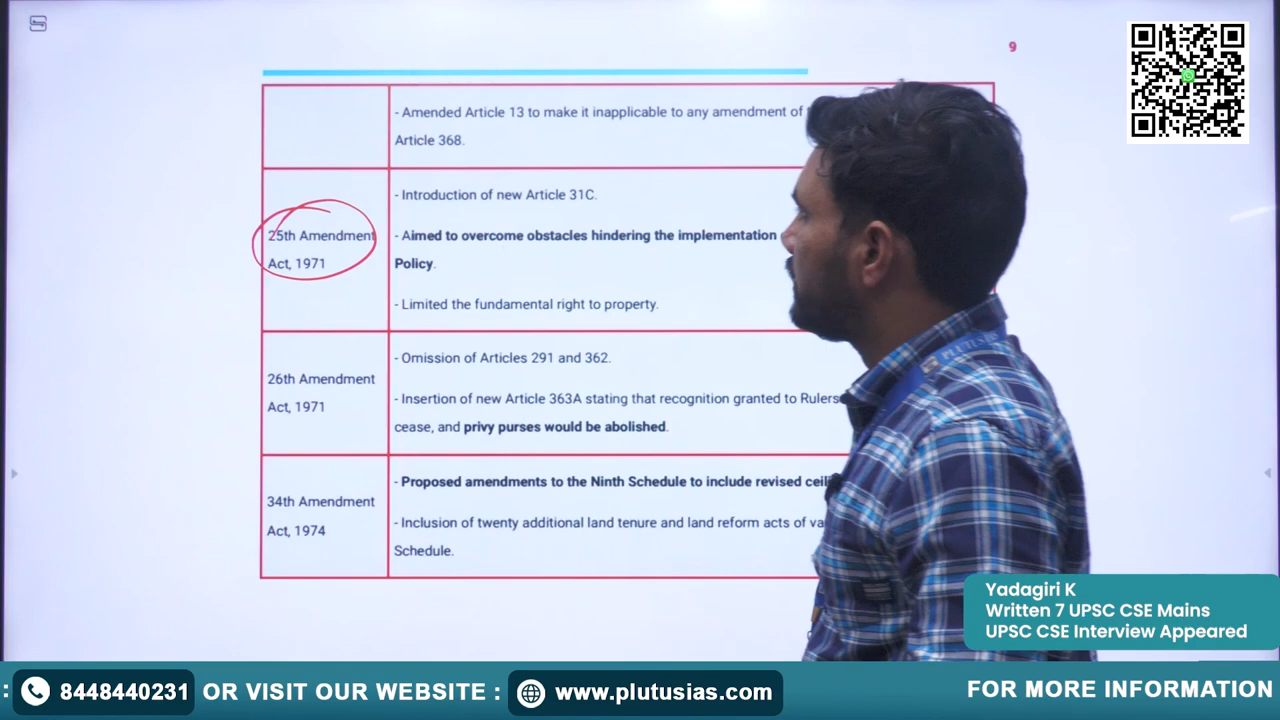 9
- Amended Article 13 to make it inapplicable to any amendment of
Article 368.
25th Amendment
Act, 1971
- Introduction of new Article 31C.
- Aimed to overcome obstacles hindering the implementation
Policy.
- Limited the fundamental right to property.
26th Amendment
Act, 1971
- Omission of Articles 291 and 362.
- Insertion of new Article 363A stating that recognition granted to Rulers
cease, and privy purses would be abolished.
34th Amendment
Act, 1974
- Proposed amendments to the Ninth Schedule to include revised
- Inclusion of twenty additional land tenure and land reform acts of
Schedule.
PLUTUS
Yadagiri K
Written 7 UPSC CSE Mains
UPSC CSE Interview Appeared
: 8448440231 OR VISIT OUR WEBSITE : www.plutusias.com
FOR MORE INFORMATION